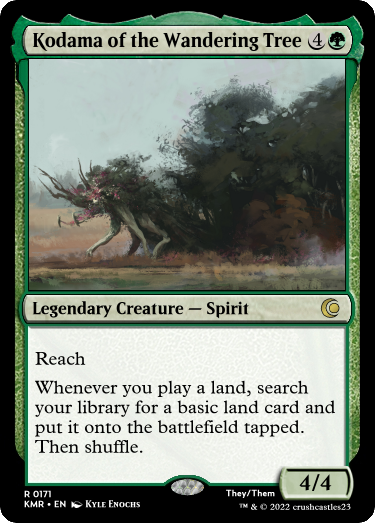 Kodama of the Wandering Tree 4
Legendary Creature — Spirit
Reach
Whenever you play a land, search
your library for a basic land card and
put it onto the battlefield tapped.
Then shuffle.
4/4
R 0171
KMR • EN Kyle Enochs
They/Them
™ & © 2022 crushcastles23